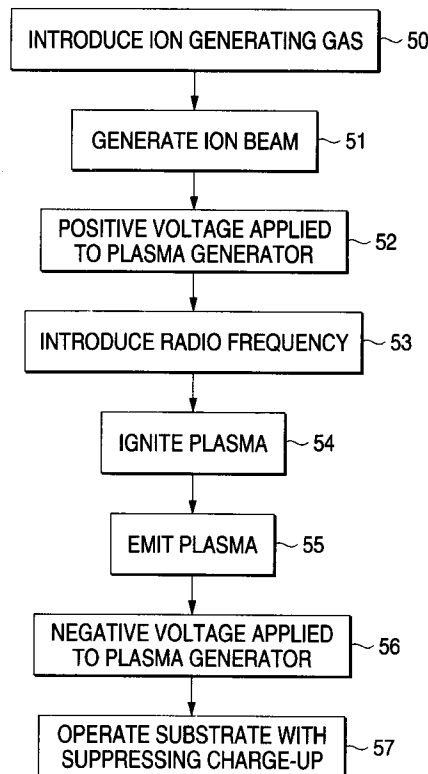 INTRODUCE ION GENERATING GAS 50
GENERATE ION BEAM 51
POSITIVE VOLTAGE APPLIED
TO PLASMA GENERATOR 52
INTRODUCE RADIO FREQUENCY 53
IGNITE PLASMA 54
EMIT PLASMA 55
NEGATIVE VOLTAGE APPLIED
TO PLASMA GENERATOR 56
OPERATE SUBSTRATE WITH
SUPPRESSING CHARGE-UP 57